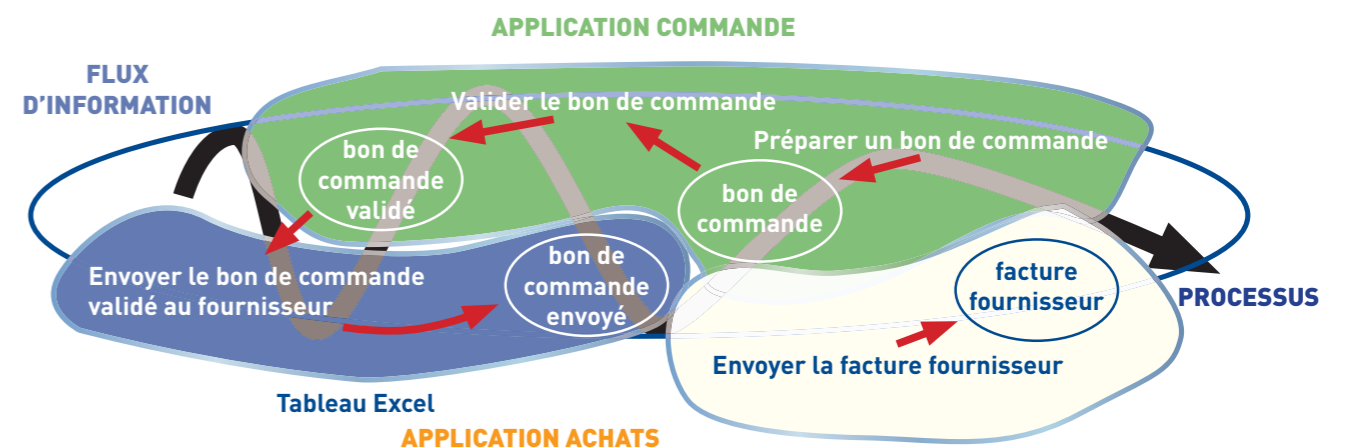 APPLICATION COMMANDE
FLUX
D'INFORMATION
Valider le bon de commande
Préparer un bon de commande
bon de
commande
validé
bon de
commande
Envoyer le bon de commande
validé au fournisseur
bon de
commande
envoyé
facture
fournisseur
PROCESSUS
Envoyer la facture fournisseur
Tableau Excel
APPLICATION ACHATS